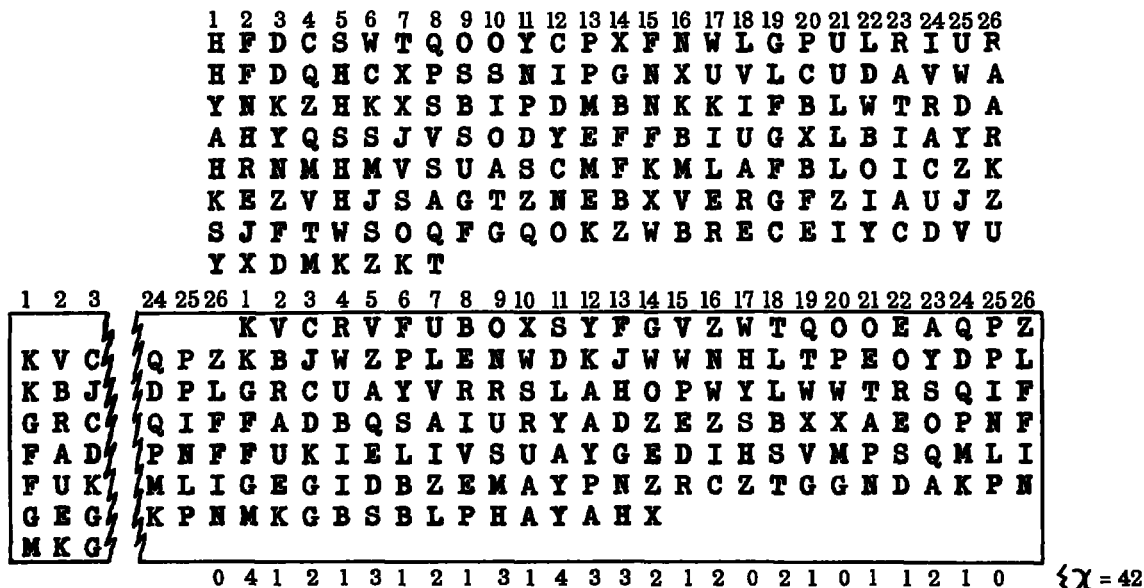 1 2 3 4 5 6 7 8 9 10 11 12 13 14 15 16 17 18 19 20 21 22 23 24 25 26
H F D C S W T Q O O Y C P X F N W L G P U L R I U R
H F D Q H C X P S S N I P G N X U V L C U D A V W A
Y N K Z H K X S B I P D M B N K K I F B L W T R D A
A H Y Q S S J V S O D Y E F F B I U G X L B I A Y R
H R N M H M V S U A S C M F K M L A F B L O I C Z K
K E Z V H J S A G T Z N E B X V E R G F Z I A U J Z
S J F T W S O Q F G Q O K Z W B R E C E I Y C D V U
Y X D M K Z K T
1 2 3 24 25 26 1 2 3 4 5 6 7 8 9 10 11 12 13 14 15 16 17 18 19 20 21 22 23 24 25 26
K V C R V F U B O X S Y F G V Z W T Q O O E A Q P Z
K V C Q P Z K B J W Z P L E N W D K J W W N H L T P E O Y D P L
K B J D P L G R C U A Y V R R S L A H O P W Y L W W T R S Q I F
G R C Q I F F A D B Q S A I U R Y A D Z E Z S B X X A E O P N F
F A D P N F F U K I E L I V S U A Y G E D I H S V M P S Q M L I
F U K M L I G E G I D B Z E M A Y P N Z R C Z T G G N D A K P N
G E G K P N M K G B S B L P H A Y A H X
M K G
0 4 1 2 1 3 1 2 1 3 1 4 3 3 2 1 2 0 2 1 0 1 1 2 1 0 ξχ = 42